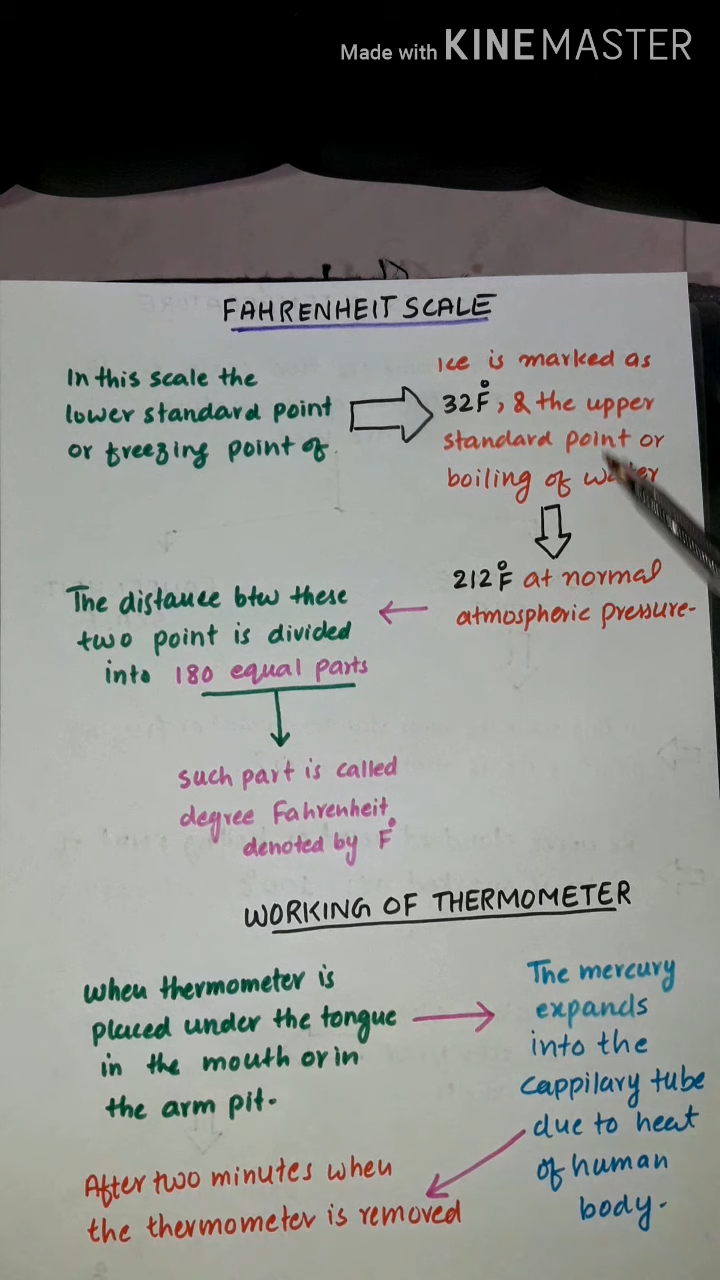 Made with KINEMASTER
FAHRENHEIT SCALE
In this scale the
lower standard point
or freezing point of
Ice is marked as
32°F, & the upper
standard point or
boiling of water
212°F at normal
atmospheric pressure-
The distance btw these
two point is divided
into 180 equal parts
such part is called
degree Fahrenheit
denoted by F°
WORKING OF THERMOMETER
When thermometer is
placed under the tongue
in the mouth or in
the arm pit.
The mercury
expands
into the
cappilary tube
due to heat
of human
body.
After two minutes when
the thermometer is removed